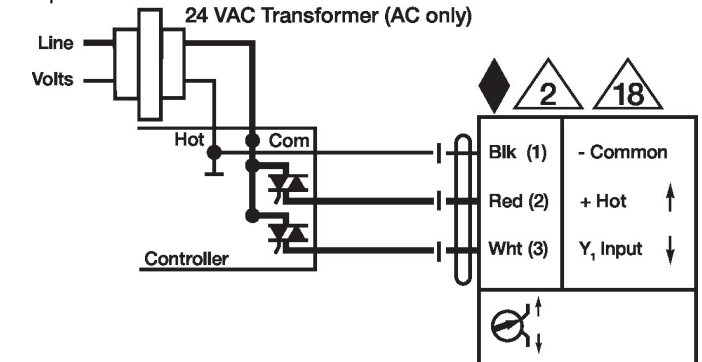 24 VAC Transformer (AC only)
Line
Volts
2
18
Hot
Com
Blk (1)
- Common
Red (2)
+ Hot
Wht (3)
Y1 Input
Controller